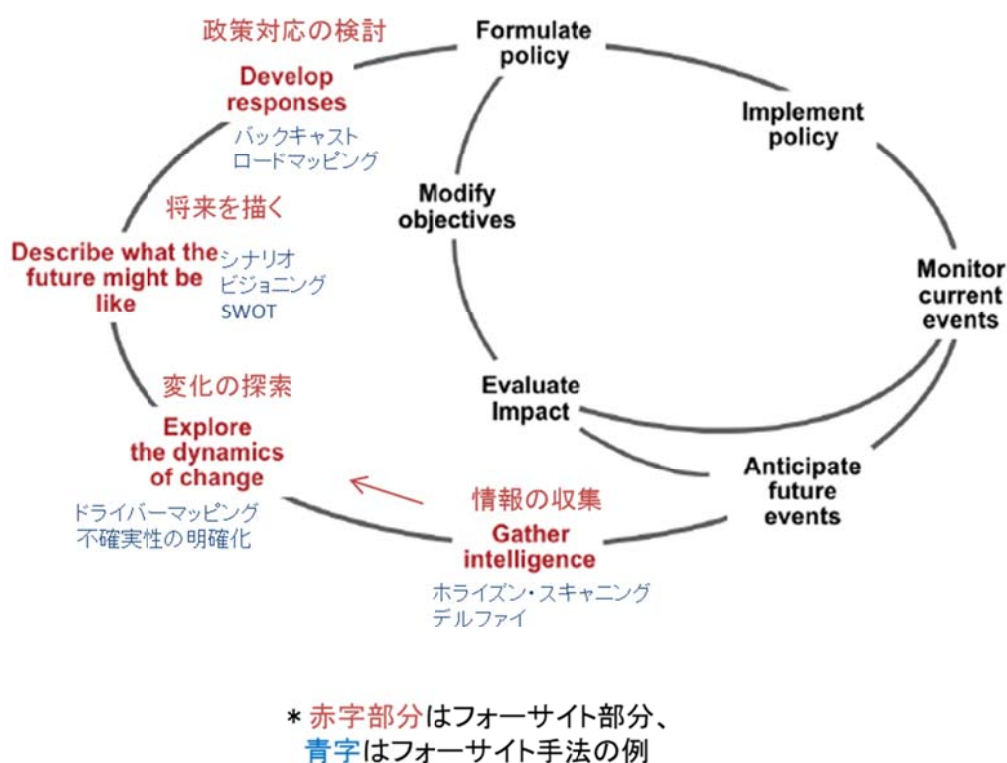 政策対応の検討
Develop
responses
バックキャスト
ロードマッピング
Formulate
policy
Implement
policy
Modify
objectives
将来を描く
Describe what the
future might be
like
シナリオ
ビジョニング
SWOT
Monitor
current
events
変化の探索
Explore
the dynamics
of change
ドライバーマッピング
不確実性の明確化
Evaluate
Impact
Anticipate
future
events
情報の収集
Gather
intelligence
ホライズン・スキャニング
デルファイ
* 赤字部分はフォーサイト部分、
青字はフォーサイト手法の例